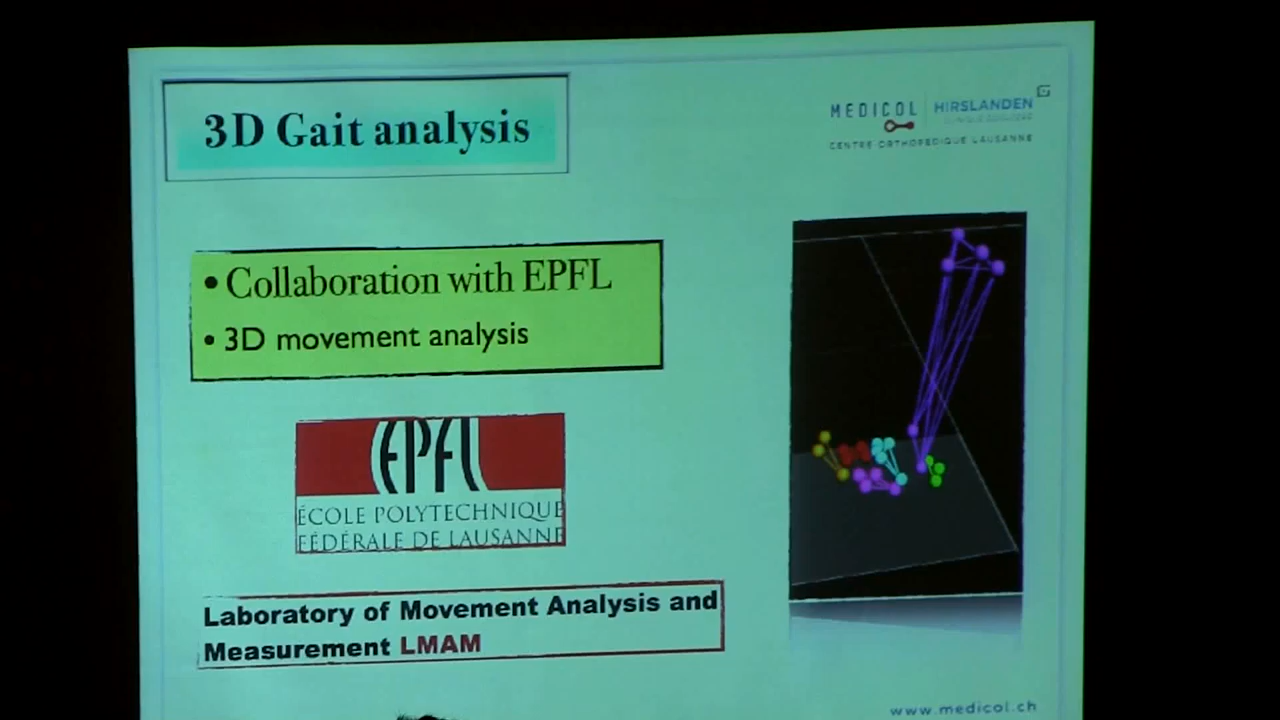 3D Gait analysis
MEDICOL
HIRSLANDEN
CENTRE ORTHOPEDIQUE LAUSANNE
• Collaboration with EPFL
• 3D movement analysis
EPFL
ÉCOLE POLYTECHNIQUE
FÉDÉRALE DE LAUSANNE
Laboratory of Movement Analysis and
Measurement LMAM
www.medicol.ch